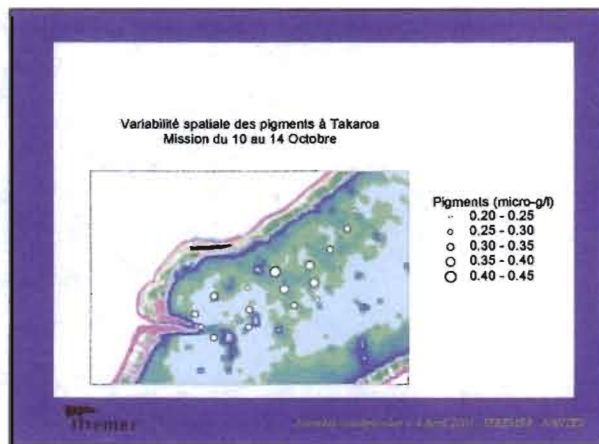 Variabilité spatiale des pigments à Takaroa
Mission du 10 au 14 Octobre
Pigments (micro-g/l)
0.20 - 0.25
0.25 - 0.30
0.30 - 0.35
0.35 - 0.40
0.40 - 0.45
Ifremer